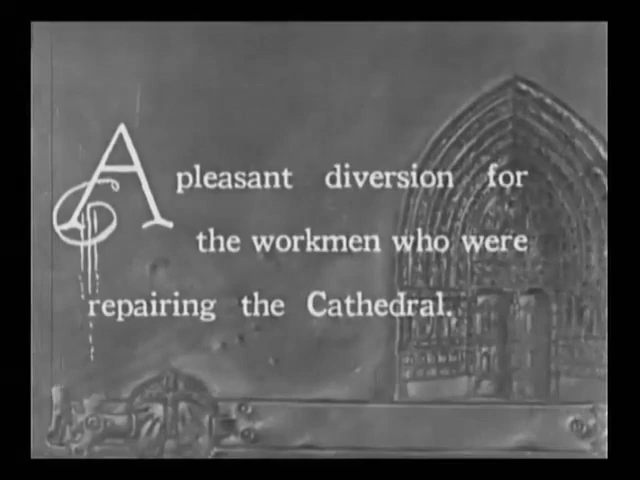 A pleasant diversion for
the workmen who were
repairing the Cathedral.